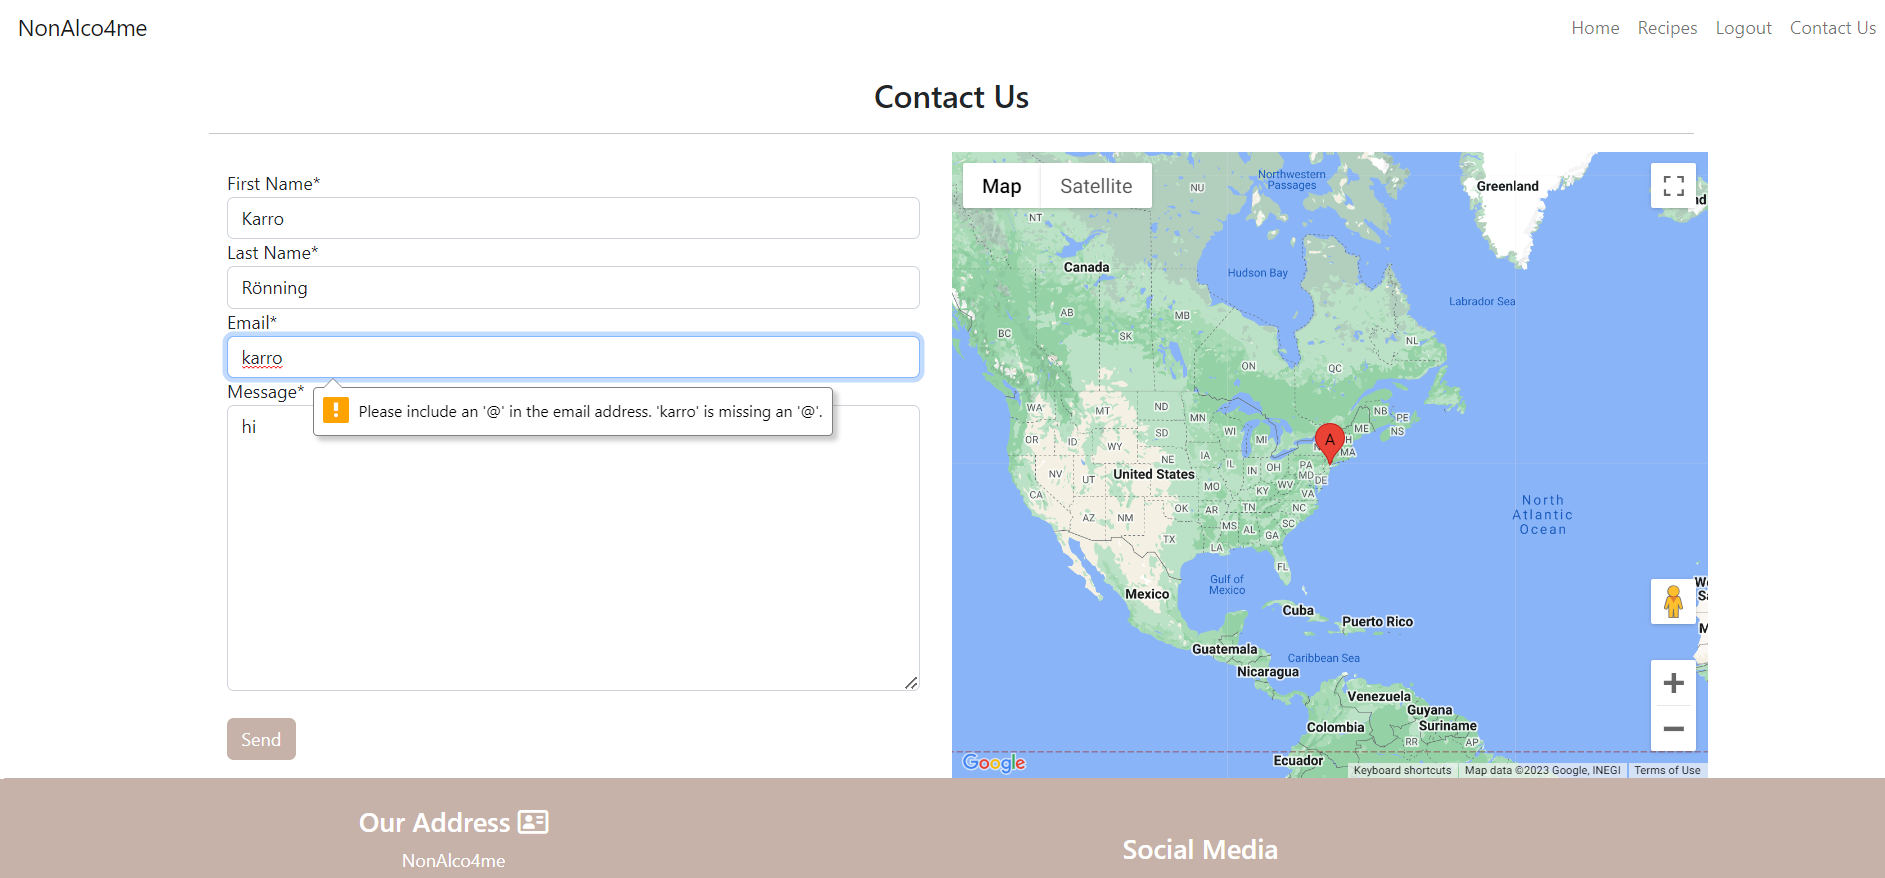 NonAlco4me
Home Recipes Logout Contact Us
Contact Us
First Name*
Karro
Last Name*
Rönning
Email*
karro
Please include an '@' in the email address. 'karro' is missing an '@'.
Message*
hi
Send
Map Satellite
Northwestern
Passages
NU
Greenland
NT
Canada
Hudson Bay
Labrador Sea
AB
MB
BC
SK
NL
ON
QC
WA
MT
ND
MN
NB
PE
NS
ME
OR
ID
WY
SD
WI
MI
MA
NE
IA
IL
IN
OH
PA
MD
DE
NV
UT
United States
MO
KY
WV
VA
CA
AZ
NM
OK
AR
TN
NC
MS
AL
SC
GA
TX
LA
FL
A
North
Atlantic
Ocean
Gulf of
Mexico
Mexico
Cuba
Puerto Rico
Guatemala
Caribbean Sea
Nicaragua
Venezuela
Guyana
Colombia
Suriname
RR
AP
Ecuador
Google
Keyboard shortcuts Map data ©2023 Google, INEGI Terms of Use
Our Address
NonAlco4me
Social Media